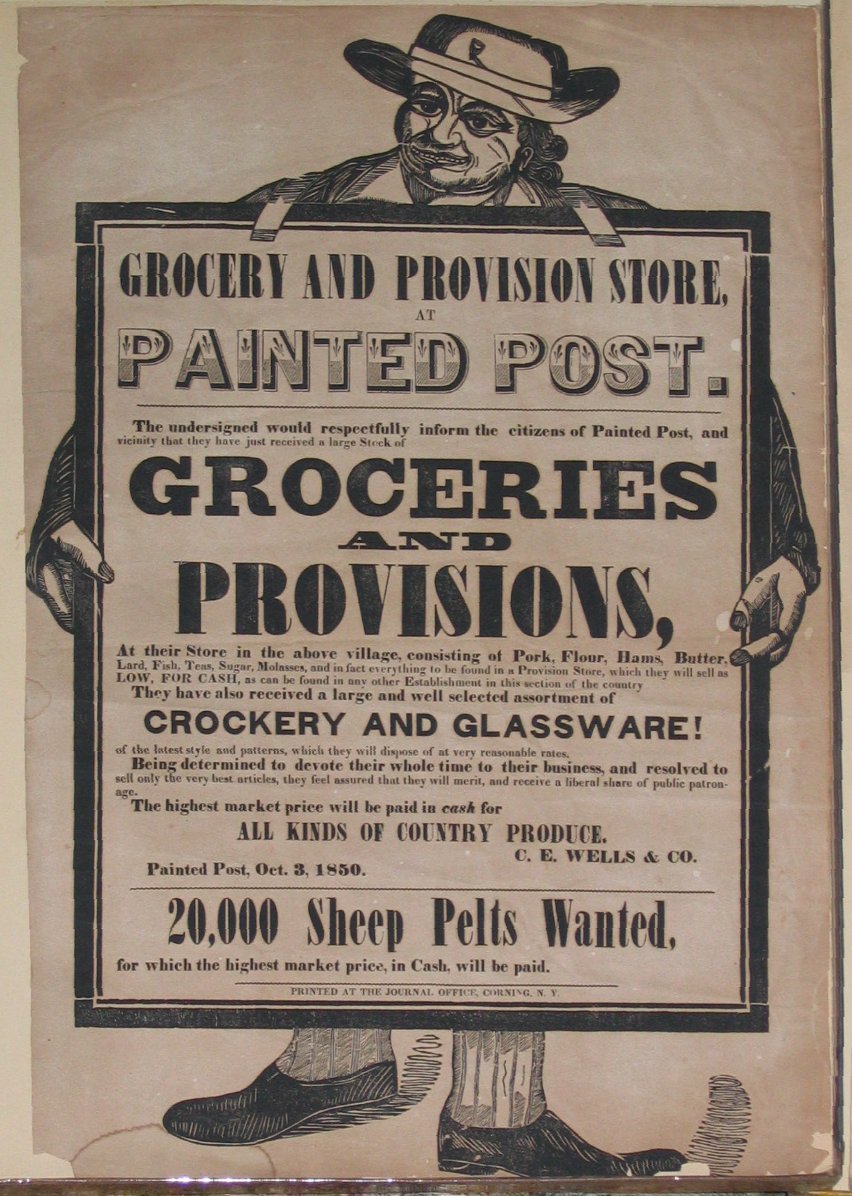 GROCERY AND PROVISION STORE,
AT
PAINTED POST.
The undersigned would respectfully inform the citizens of Painted Post, and
vicinity that they have just received a large Stock of
GROCERIES
AND
PROVISIONS,
At their Store in the above village, consisting of Pork, Flour, Hams, Butter,
Lard, Fish, Teas, Sugar, Molasses, and in fact everything to be found in a Provision Store, which they will sell as
LOW, FOR CASH, as can be found in any other Establishment in this section of the country
They have also received a large and well selected assortment of
CROCKERY AND GLASSWARE!
of the latest style and patterns, which they will dispose of at very reasonable rates.
Being determined to devote their whole time to their business, and resolved to
sell only the very best articles, they feel assured that they will merit, and receive a liberal share of public patron-
age.
The highest market price will be paid in cash for
ALL KINDS OF COUNTRY PRODUCE.
C. E. WELLS & CO.
Painted Post, Oct. 3, 1850.
20,000 Sheep Pelts Wanted,
for which the highest market price, in Cash, will be paid.
PRINTED AT THE JOURNAL OFFICE, CORNING, N. Y.